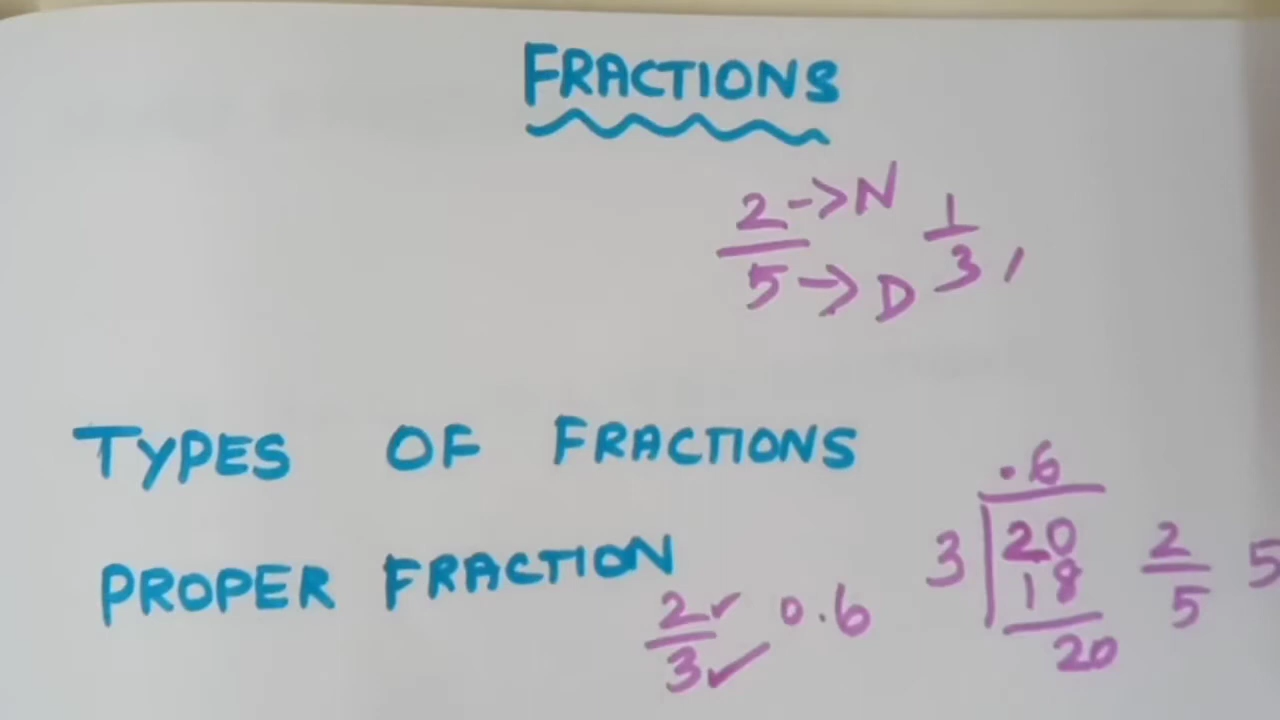 FRACTIONS
2 -> N
5 -> D
1
3 ,
TYPES OF FRACTIONS
PROPER FRACTION
2 ✓
3 ✓
0.6
.6
3 20
18
20
2
5
5